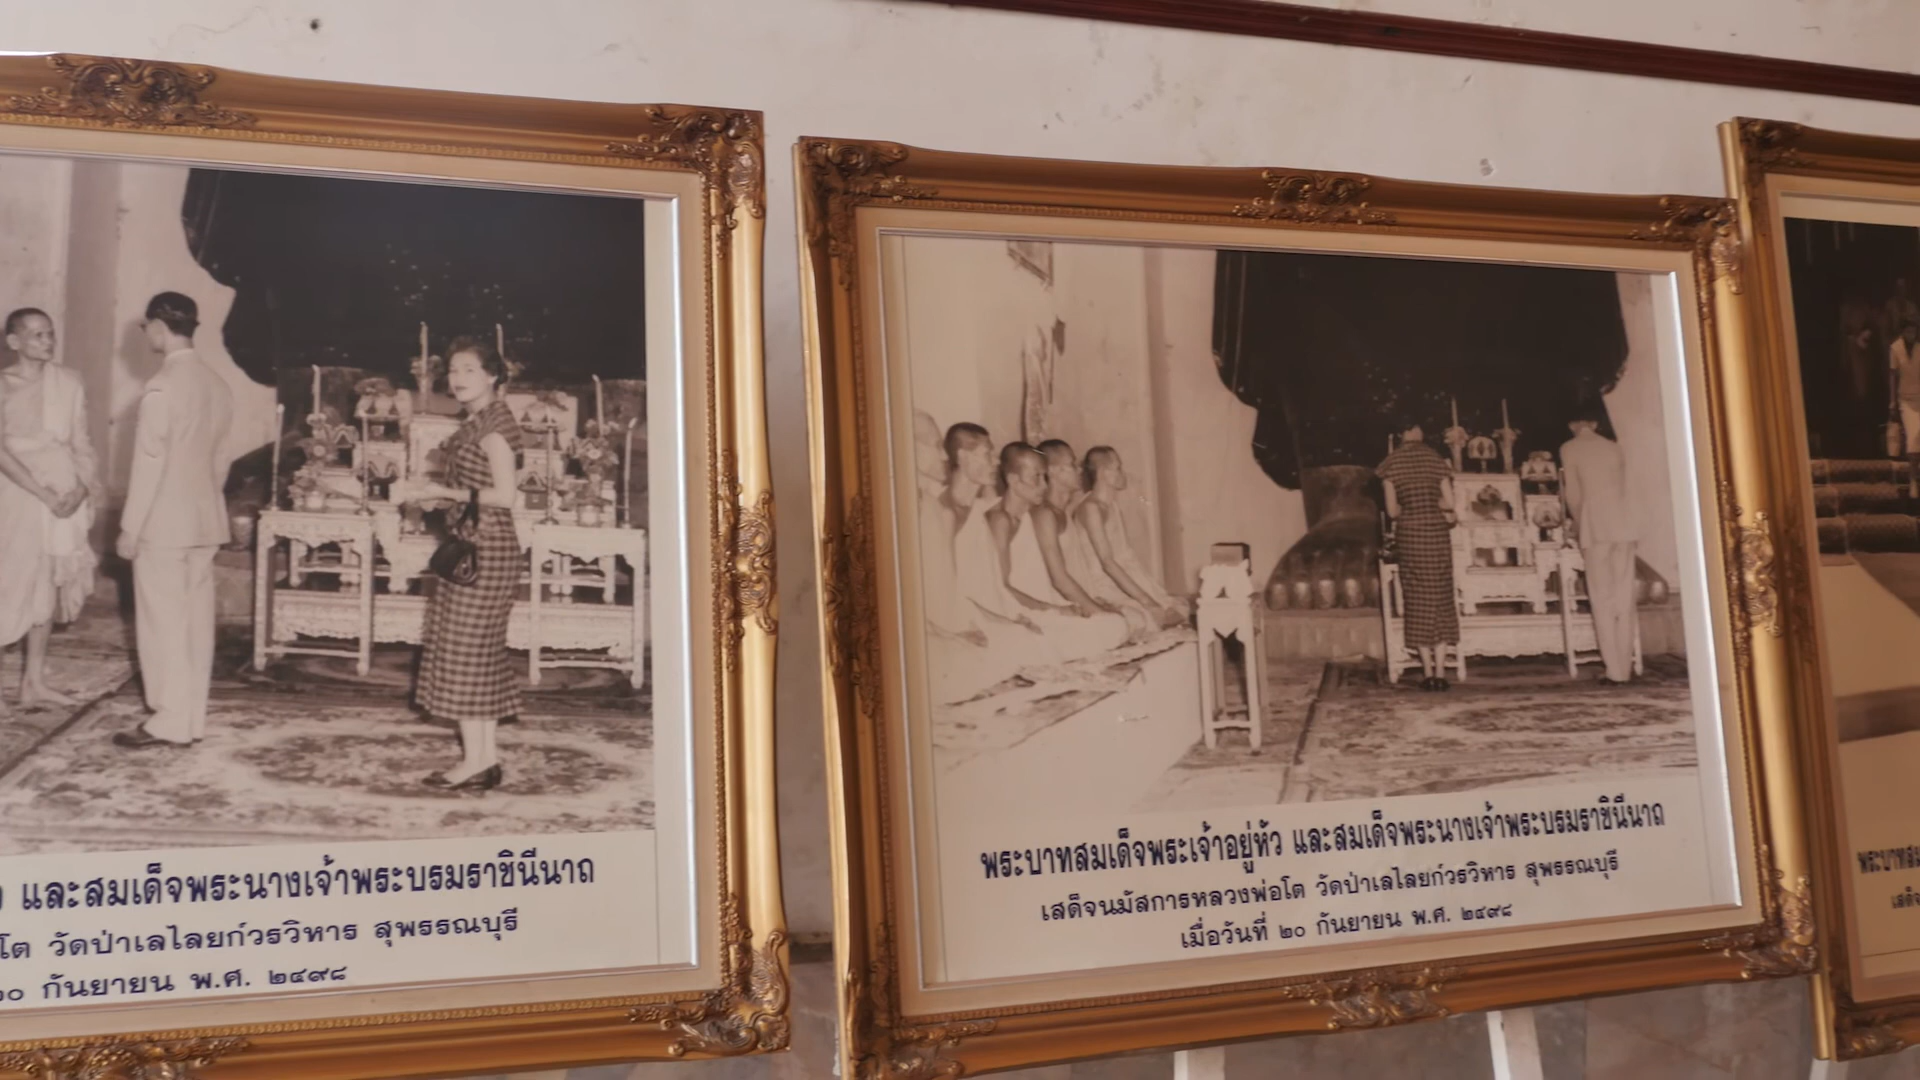 และสมเด็จพระนางเจ้าพระบรมราชินีนาถ
โต วัดป่าเลไลยก์วรวิหาร สุพรรณบุรี
๒๐ กันยายน พ.ศ. ๒๔๙๘
พระบาทสมเด็จพระเจ้าอยู่หัว และสมเด็จพระนางเจ้าพระบรมราชินีนาถ
เสด็จนมัสการหลวงพ่อโต วัดป่าเลไลยก์วรวิหาร สุพรรณบุรี
เมื่อวันที่ ๒๐ กันยายน พ.ศ. ๒๔๙๘